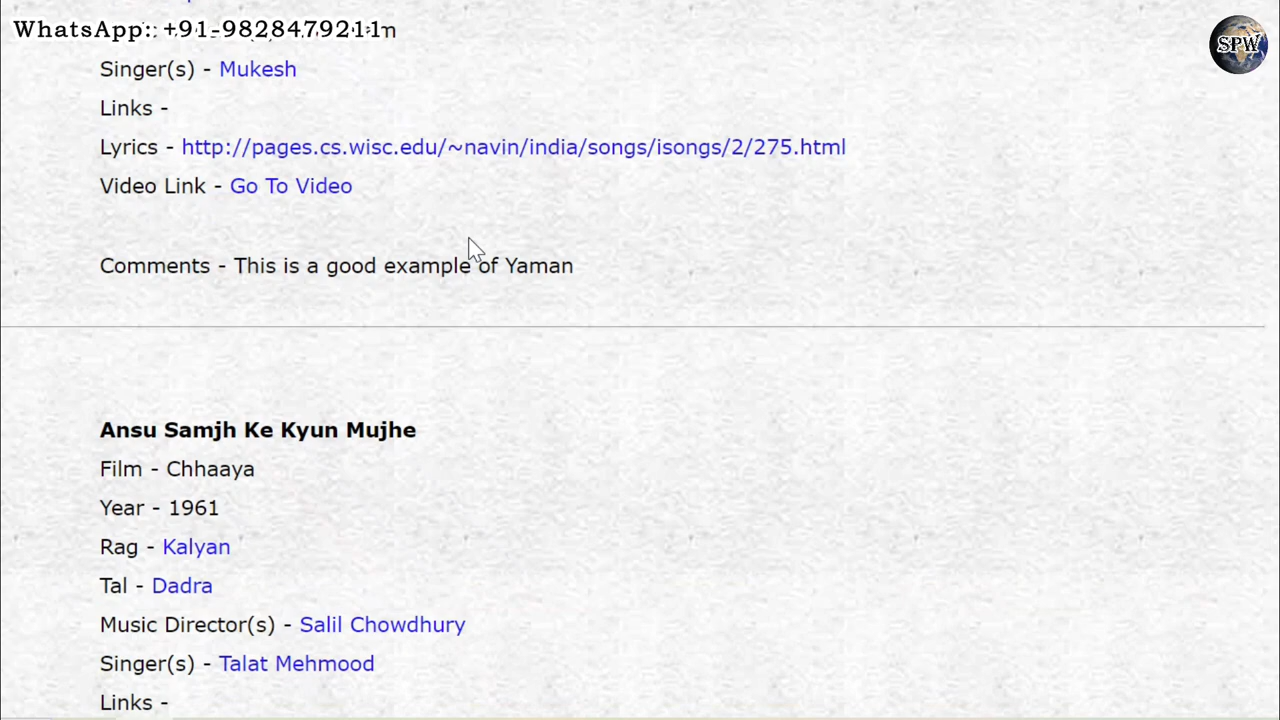 WhatsApp:: +91-9828479211
SPW
Singer(s) - Mukesh
Links -
Lyrics - http://pages.cs.wisc.edu/~navin/india/songs/isongs/2/275.html
Video Link - Go To Video
Comments - This is a good example of Yaman
Ansu Samjh Ke Kyun Mujhe
Film - Chhaaya
Year - 1961
Rag - Kalyan
Tal - Dadra
Music Director(s) - Salil Chowdhury
Singer(s) - Talat Mehmood
Links -